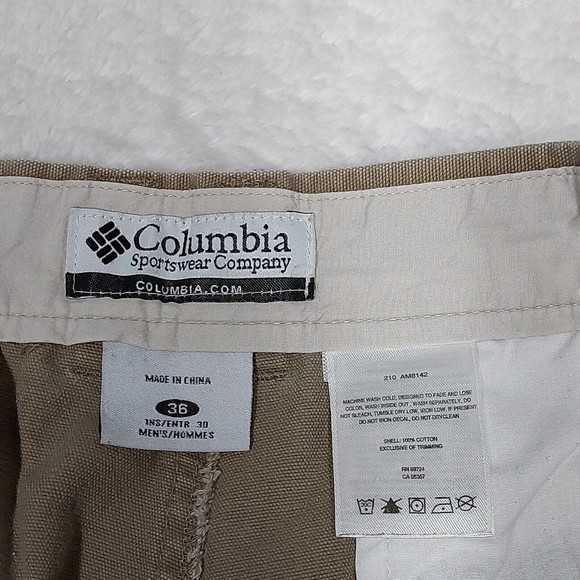 Columbia
Sportswear Company
COLUMBIA.COM
MADE IN CHINA
36
INS/ENTR 30
MEN'S/HOMMES
210 AM8142
MACHINE WASH COLD, DESIGNED TO FADE AND LOSE
COLOR, WASH INSIDE OUT, WASH SEPARATELY, DO
NOT BLEACH, TUMBLE DRY LOW, IRON LOW. IF PRESENT
DO NOT IRON DECAL, DO NOT DRYCLEAN
SHELL: 100% COTTON
EXCLUSIVE OF TRIMMING
RN 69724
CA 05367